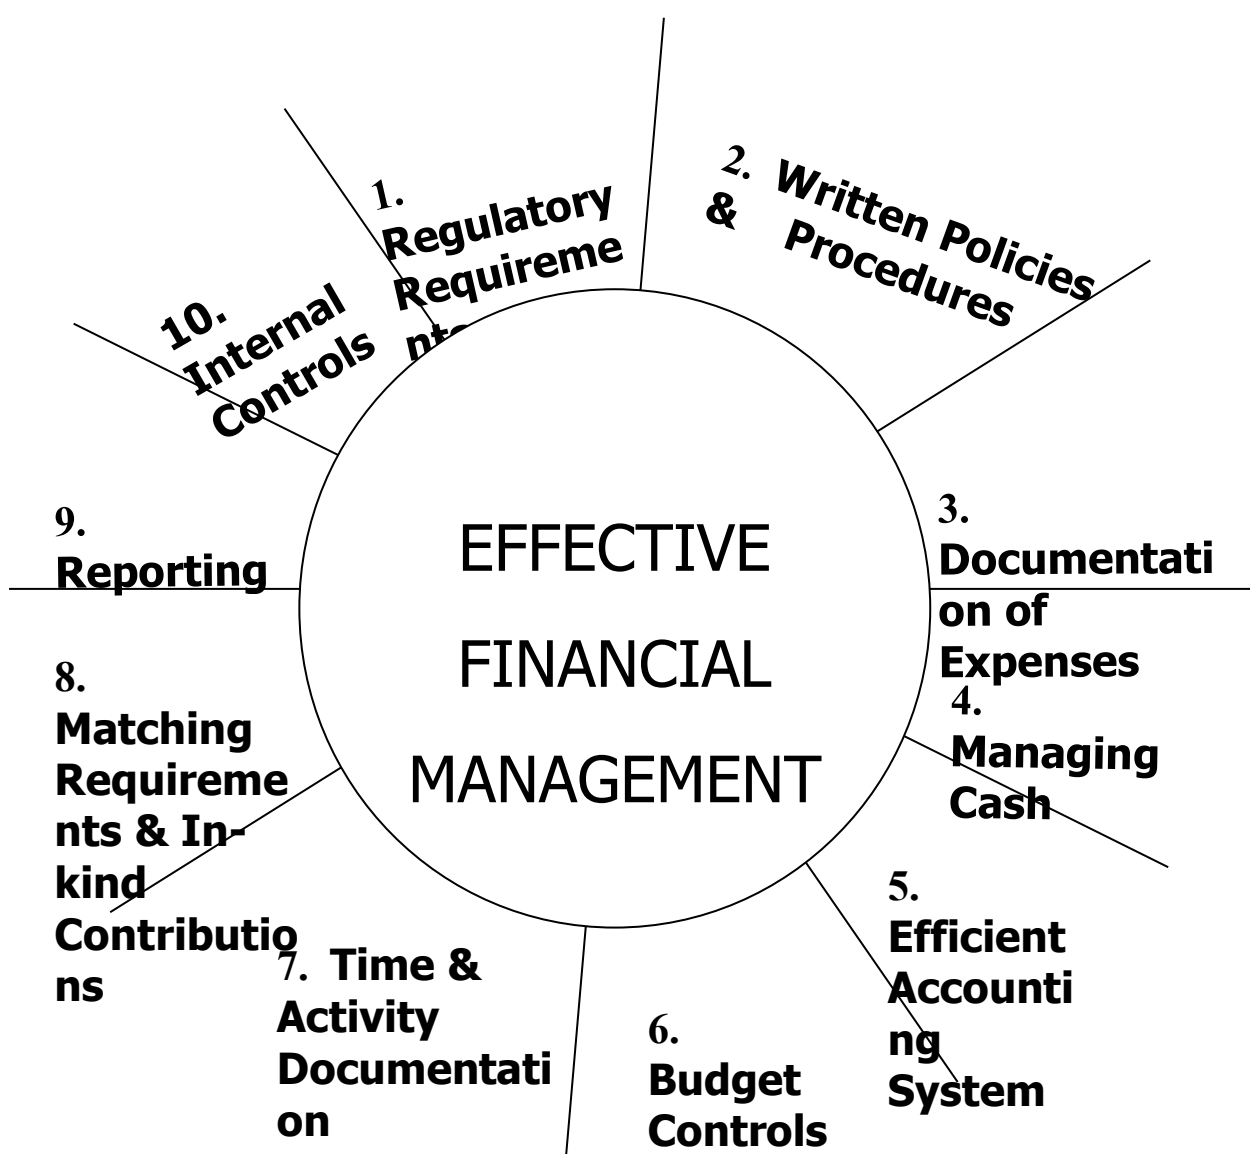 1.
Regulatory
Requireme
nts
2. Written Policies
& Procedures
3.
Documentati
on of
Expenses
4.
Managing
Cash
5.
Efficient
Accounti
ng
System
6.
Budget
Controls
7. Time &
Activity
Documentati
on
8.
Matching
Requireme
nts & In-
kind
Contributio
ns
9.
Reporting
10.
Internal
Controls
EFFECTIVE
FINANCIAL
MANAGEMENT